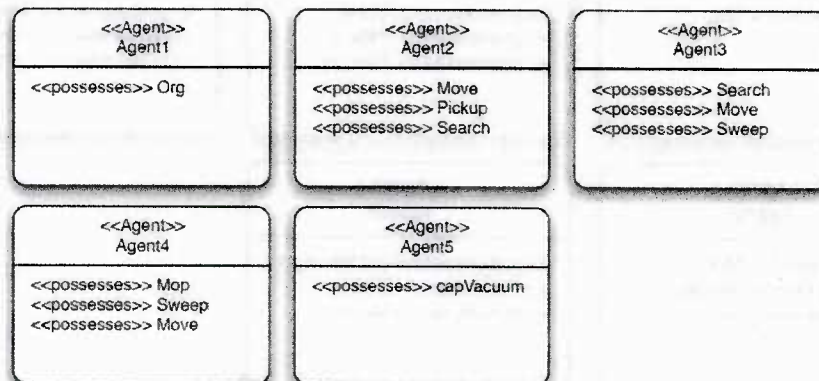 <<Agent>>
Agent1
<<possesses>> Org
<<Agent>>
Agent2
<<possesses>> Move
<<possesses>> Pickup
<<possesses>> Search
<<Agent>>
Agent3
<<possesses>> Search
<<possesses>> Move
<<possesses>> Sweep
<<Agent>>
Agent4
<<possesses>> Mop
<<possesses>> Sweep
<<possesses>> Move
<<Agent>>
Agent5
<<possesses>> capVacuum